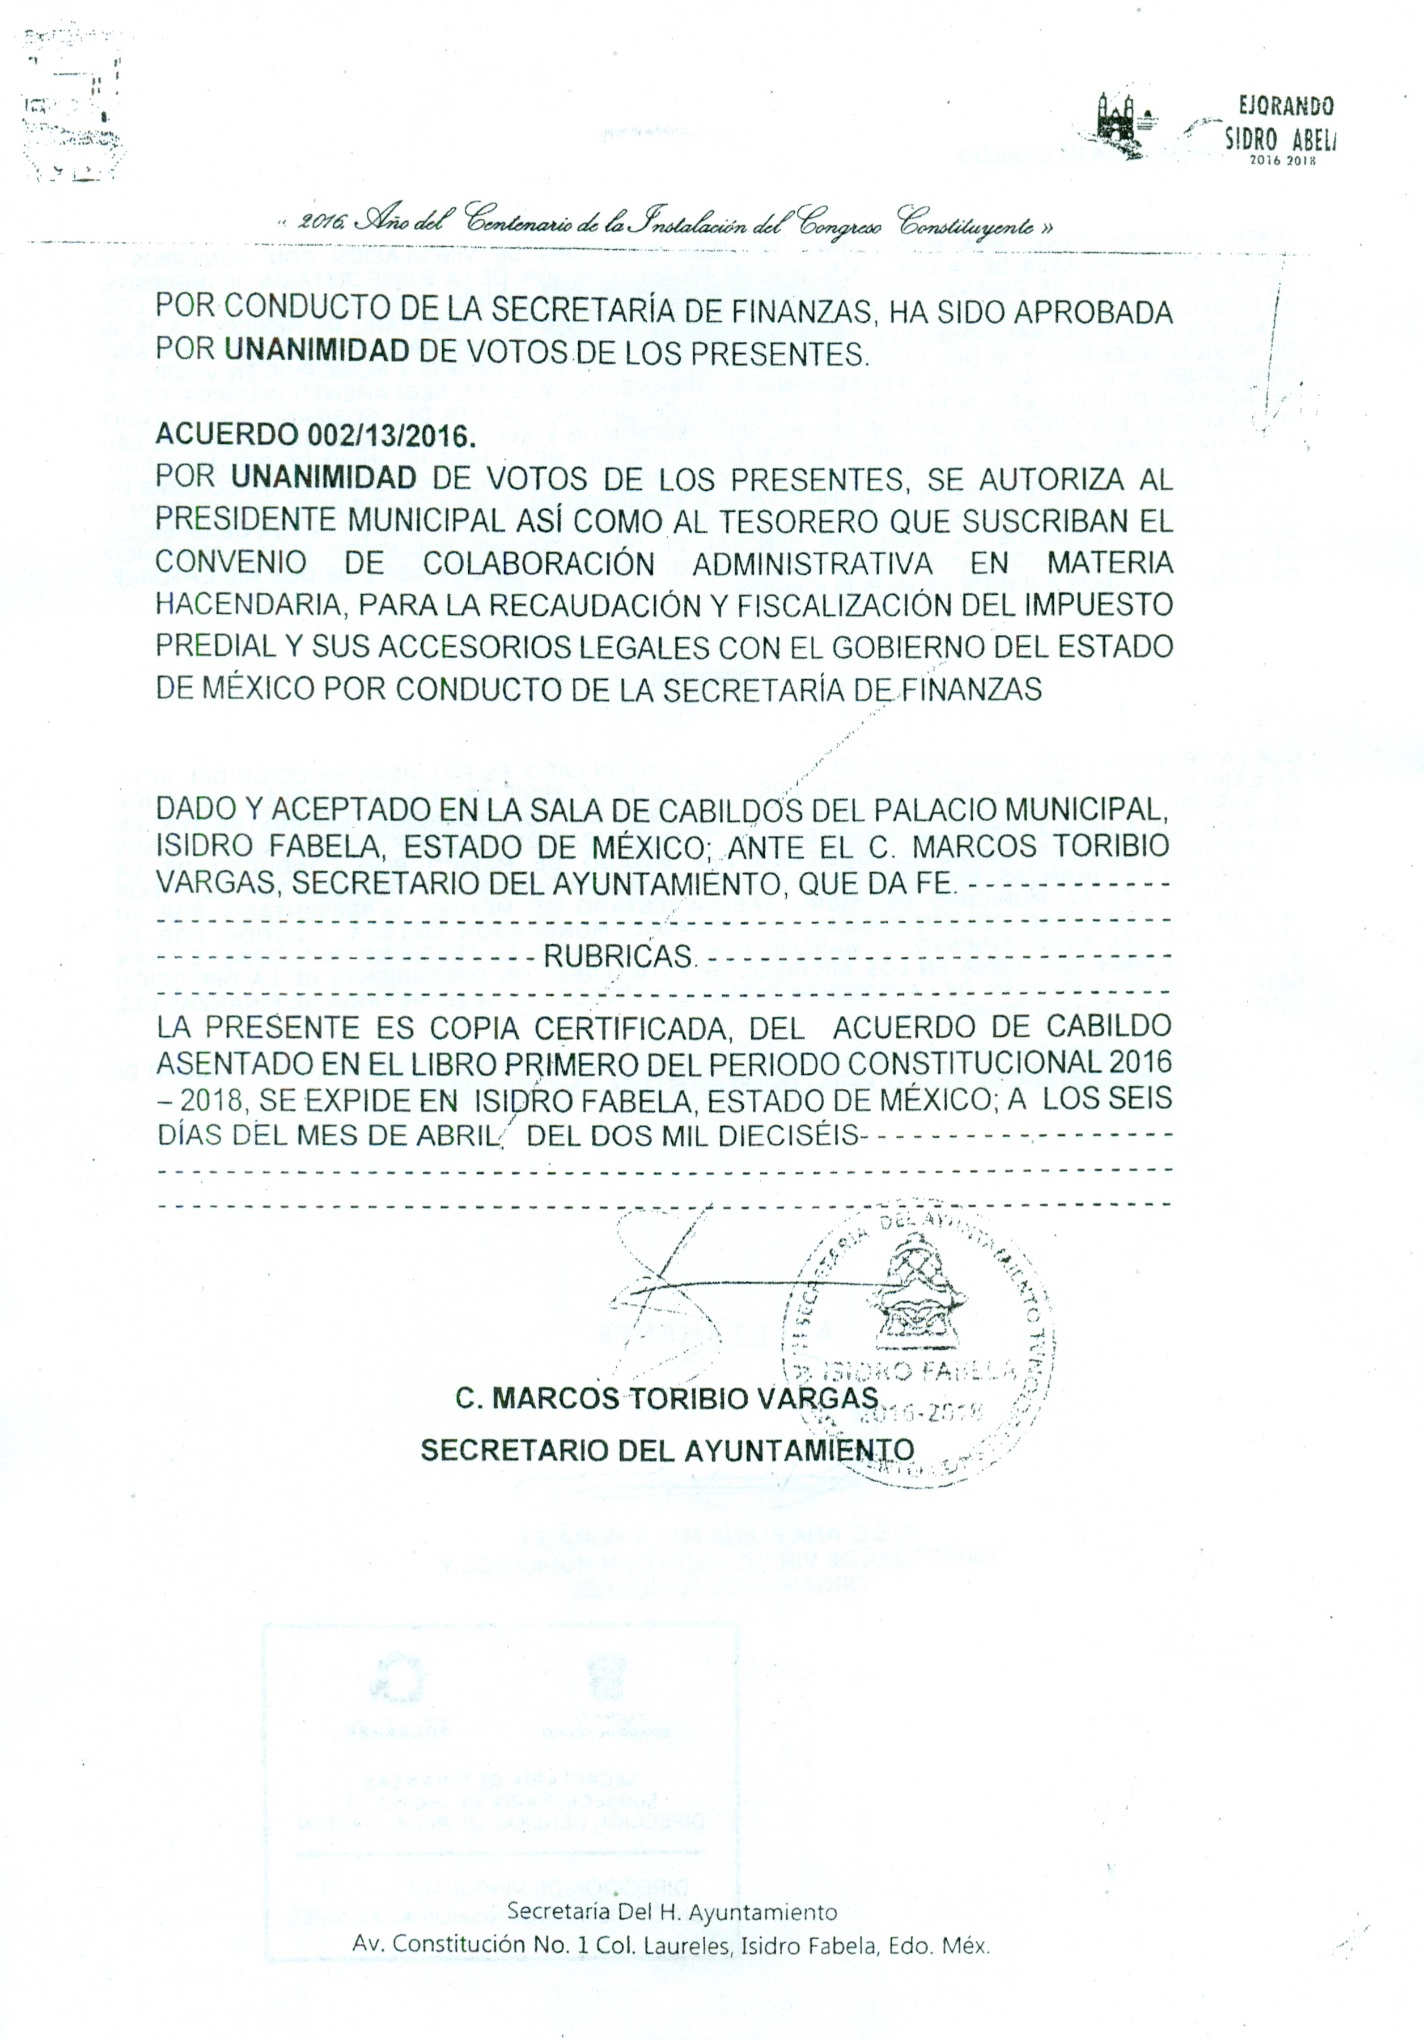 EJORANDO
SIDRO ABEL
2016 2018
“ 2016. Año del Centenario de la Instalación del Congreso Constituyente »
POR CONDUCTO DE LA SECRETARÍA DE FINANZAS, HA SIDO APROBADA
POR UNANIMIDAD DE VOTOS DE LOS PRESENTES.
ACUERDO 002/13/2016.
POR UNANIMIDAD DE VOTOS DE LOS PRESENTES, SE AUTORIZA AL
PRESIDENTE MUNICIPAL ASÍ COMO AL TESORERO QUE SUSCRIBAN EL
CONVENIO DE COLABORACIÓN ADMINISTRATIVA EN MATERIA
HACENDARIA, PARA LA RECAUDACIÓN Y FISCALIZACIÓN DEL IMPUESTO
PREDIAL Y SUS ACCESORIOS LEGALES CON EL GOBIERNO DEL ESTADO
DE MÉXICO POR CONDUCTO DE LA SECRETARÍA DE FINANZAS
DADO Y ACEPTADO EN LA SALA DE CABILDOS DEL PALACIO MUNICIPAL,
ISIDRO FABELA, ESTADO DE MÉXICO; ANTE EL C. MARCOS TORIBIO
VARGAS, SECRETARIO DEL AYUNTAMIENTO, QUE DA FE. - - - - - - - - - - - -
- - - - - - - - - - - - - - - - - - - - - - RUBRICAS. - - - - - - - - - - - - - - - - - - - - - - - - - - -
LA PRESENTE ES COPIA CERTIFICADA, DEL ACUERDO DE CABILDO
ASENTADO EN EL LIBRO PRIMERO DEL PERIODO CONSTITUCIONAL 2016
– 2018, SE EXPIDE EN ISIDRO FABELA, ESTADO DE MÉXICO; A LOS SEIS
DÍAS DEL MES DE ABRIL DEL DOS MIL DIECISÉIS- - - - - - - - - - - - - - - - - -
SECRETARIA DEL AYUNTAMIENTO
ISIDRO FABELA
2016-2018
C. MARCOS TORIBIO VARGAS
SECRETARIO DEL AYUNTAMIENTO
Secretaría Del H. Ayuntamiento
Av. Constitución No. 1 Col. Laureles, Isidro Fabela, Edo. Méx.